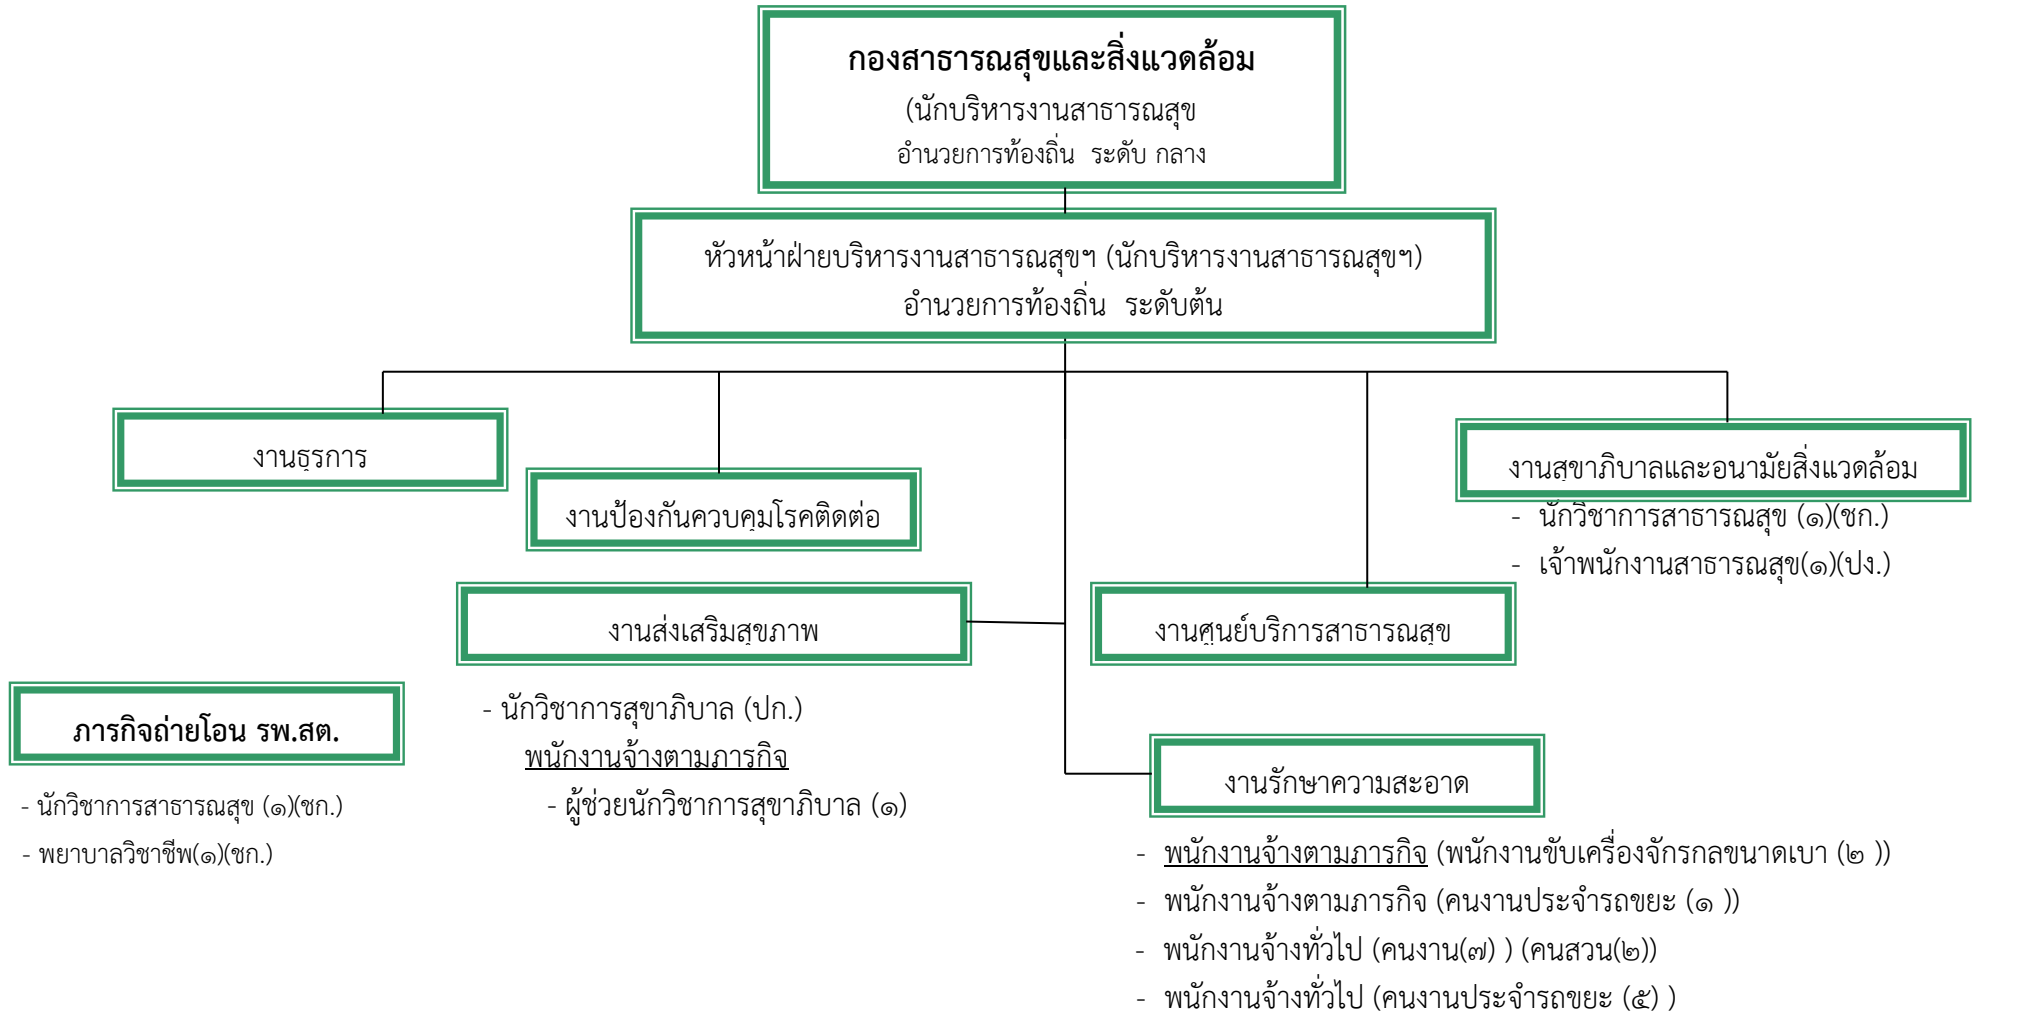 กองสาธารณสุขและสิ่งแวดล้อม
(นักบริหารงานสาธารณสุข
อำนวยการท้องถิ่น ระดับ กลาง
หัวหน้าฝ่ายบริหารงานสาธารณสุขฯ (นักบริหารงานสาธารณสุขฯ)
อำนวยการท้องถิ่น ระดับต้น
งานธุรการ
งานป้องกันควบคุมโรคติดต่อ
งานสุขาภิบาลและอนามัยสิ่งแวดล้อม
- นักวิชาการสาธารณสุข (๑)(ชก.)
- เจ้าพนักงานสาธารณสุข(๑)(ปง.)
งานส่งเสริมสุขภาพ
- นักวิชาการสุขาภิบาล (ปก.)
พนักงานจ้างตามภารกิจ
- ผู้ช่วยนักวิชาการสุขาภิบาล (๑)
งานศูนย์บริการสาธารณสุข
ภารกิจถ่ายโอน รพ.สต.
- นักวิชาการสาธารณสุข (๑)(ชก.)
- พยาบาลวิชาชีพ(๑)(ชก.)
งานรักษาความสะอาด
- พนักงานจ้างตามภารกิจ (พนักงานขับเครื่องจักรกลขนาดเบา (๒ ))
- พนักงานจ้างตามภารกิจ (คนงานประจำรถขยะ (๑ ))
- พนักงานจ้างทั่วไป (คนงาน(๗) ) (คนสวน(๒))
- พนักงานจ้างทั่วไป (คนงานประจำรถขยะ (๕) )